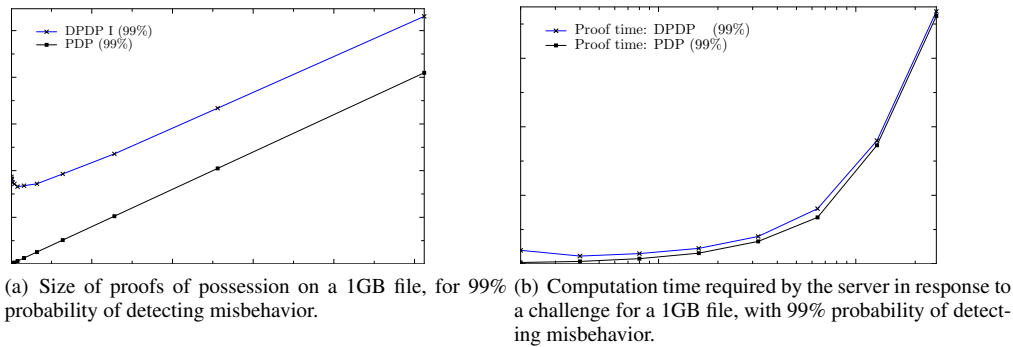 DPDP I (99%)
PDP (99%)
Proof time: DPDP (99%)
Proof time: PDP (99%)
(a) Size of proofs of possession on a 1GB file, for 99%
probability of detecting misbehavior.
(b) Computation time required by the server in response to
a challenge for a 1GB file, with 99% probability of detect-
ing misbehavior.